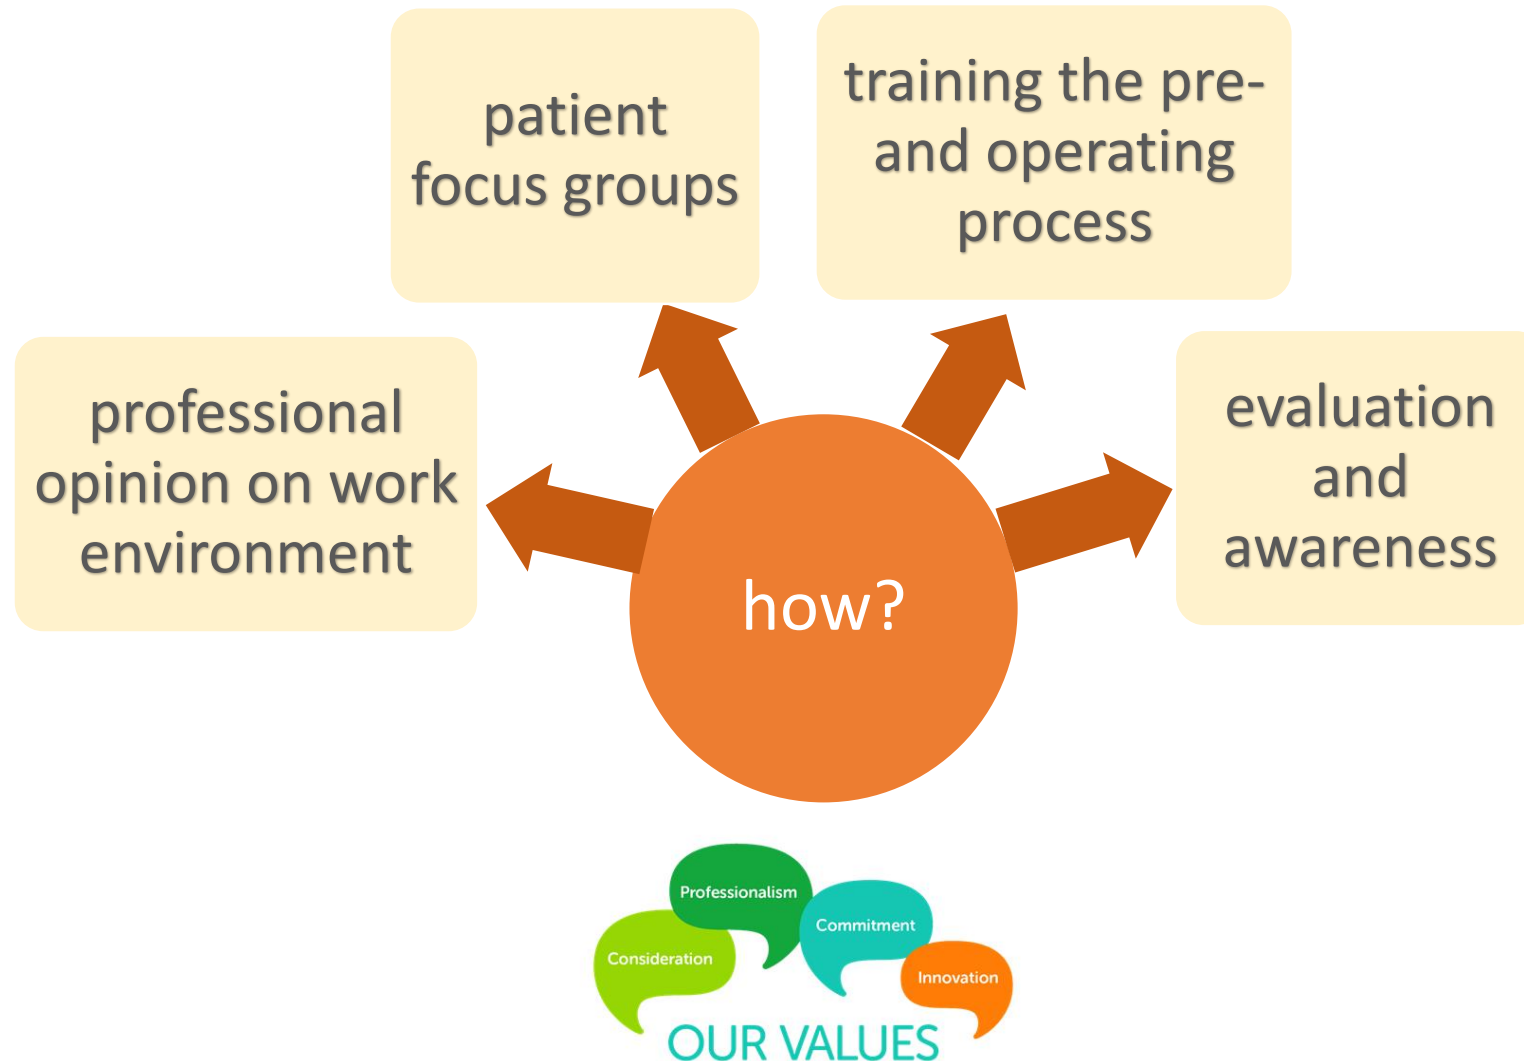 patient
focus groups
training the pre-
and operating
process
professional
opinion on work
environment
evaluation
and
awareness
how?
Professionalism
Commitment
Consideration
Innovation
OUR VALUES